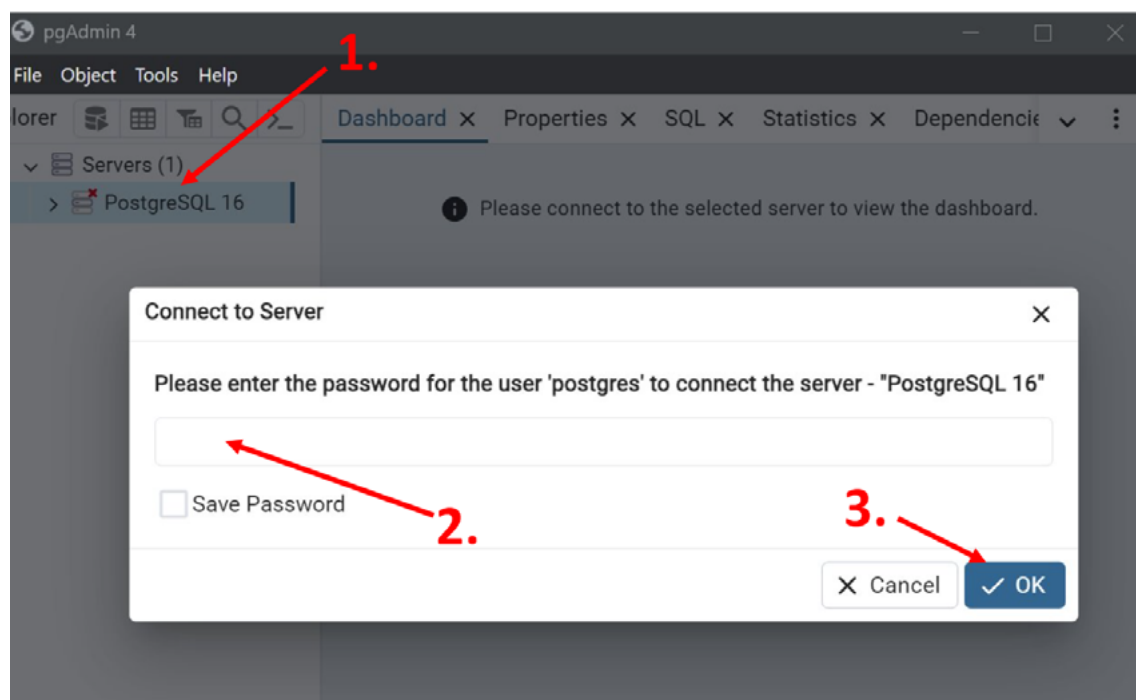 pgAdmin 4
1.
File Object Tools Help
lorer
Dashboard Properties SQL Statistics Dependencie
Servers (1)
PostgreSQL 16
Please connect to the selected server to view the dashboard.
Connect to Server
Please enter the password for the user 'postgres' to connect the server - "PostgreSQL 16"
Save Password
2.
3.
Cancel OK